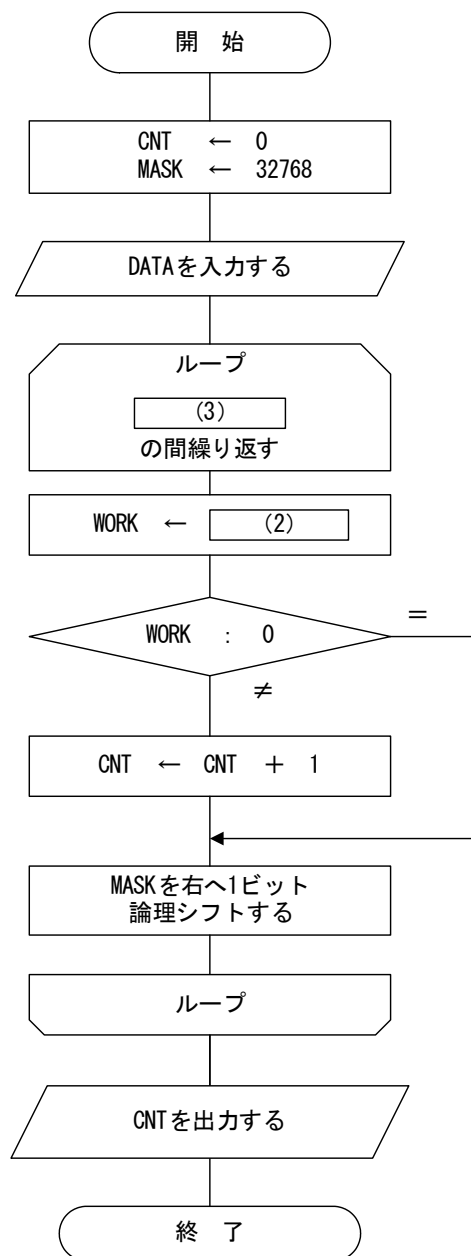 開 始
CNT ← 0
MASK ← 32768
DATAを入力する
ループ
(3)
の間繰り返す
WORK ← (2)
WORK : 0
=
≠
CNT ← CNT + 1
MASKを右へ1ビット
論理シフトする
ループ
CNTを出力する
終 了